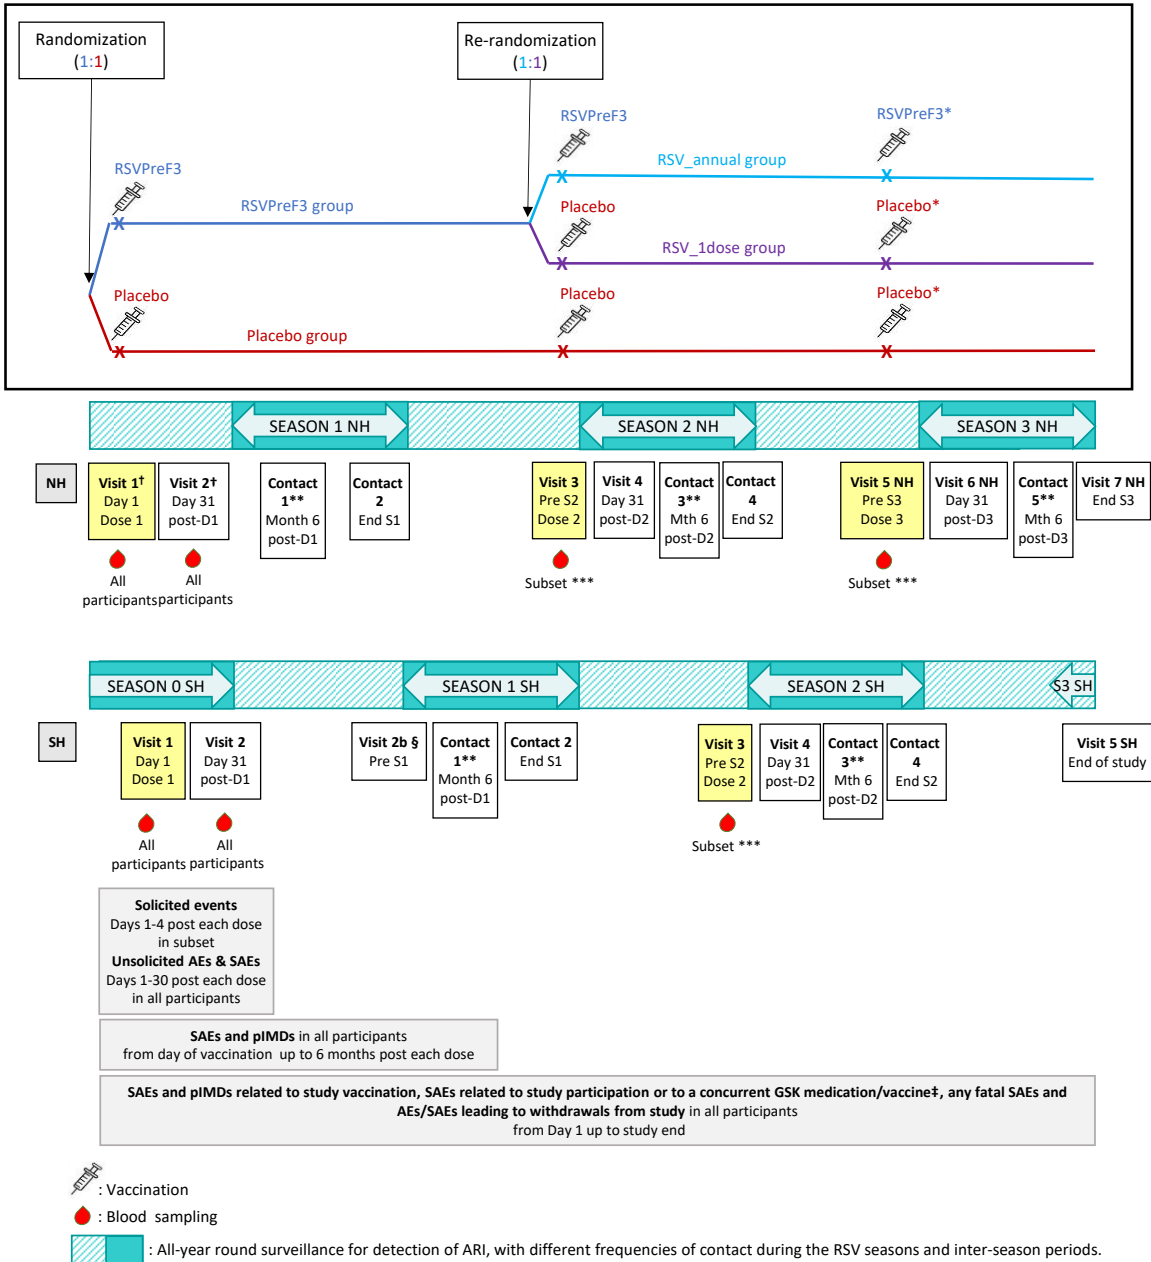 Randomization
(1:1)
Re-randomization
(1:1)
RSVPreF3
RSVPreF3*
RSV_annual group
RSVPreF3
RSVPreF3 group
Placebo
Placebo*
RSV_1dose group
Placebo
Placebo
Placebo*
Placebo group
SEASON 1 NH
SEASON 2 NH
SEASON 3 NH
NH
Visit 1†
Day 1
Dose 1
Visit 2†
Day 31
post-D1
Contact
1**
Month 6
post-D1
Contact
2
End S1
Visit 3
Pre S2
Dose 2
Visit 4
Day 31
post-D2
Contact
3**
Mth 6
post-D2
Contact
4
End S2
Visit 5 NH
Pre S3
Dose 3
Visit 6 NH
Day 31
post-D3
Contact
5**
Mth 6
post-D3
Visit 7 NH
End S3
All
participants
All
participants
Subset ***
Subset ***
SEASON 0 SH
SEASON 1 SH
SEASON 2 SH
S3 SH
SH
Visit 1
Day 1
Dose 1
Visit 2
Day 31
post-D1
Visit 2b §
Pre S1
Contact
1**
Month 6
post-D1
Contact 2
End S1
Visit 3
Pre S2
Dose 2
Visit 4
Day 31
post-D2
Contact
3**
Mth 6
post-D2
Contact
4
End S2
Visit 5 SH
End of study
All
participants
All
participants
Subset ***
Solicited events
Days 1-4 post each dose
in subset
Unsolicited AEs & SAEs
Days 1-30 post each dose
in all participants
SAEs and pIMDs in all participants
from day of vaccination up to 6 months post each dose
SAEs and pIMDs related to study vaccination, SAEs related to study participation or to a concurrent GSK medication/vaccine‡, any fatal SAEs and
AEs/SAEs leading to withdrawals from study in all participants
from Day 1 up to study end
: Vaccination
: Blood sampling
: All-year round surveillance for detection of ARI, with different frequencies of contact during the RSV seasons and inter-season periods.